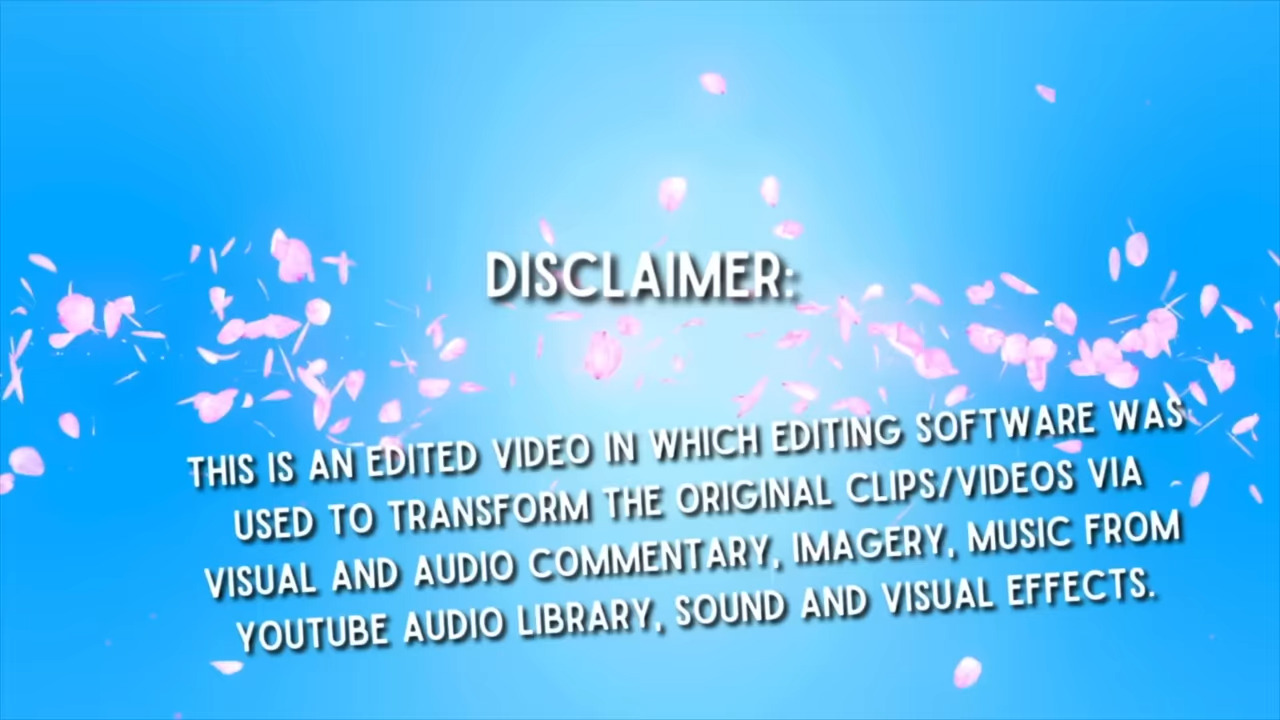 DISCLAIMER:
THIS IS AN EDITED VIDEO IN WHICH EDITING SOFTWARE WAS
USED TO TRANSFORM THE ORIGINAL CLIPS/VIDEOS VIA
VISUAL AND AUDIO COMMENTARY, IMAGERY, MUSIC FROM
YOUTUBE AUDIO LIBRARY, SOUND AND VISUAL EFFECTS.